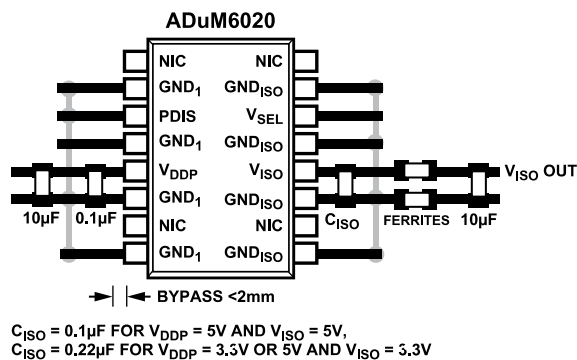 ADuM6020
NIC NIC
GND1 GNDISO
PDIS VSEL
GND1 GNDISO
VDDP VISO VISO OUT
GND1 GNDISO
10µF 0.1µF CISO FERRITES 10µF
NIC NIC
GND1 GNDISO
BYPASS <2mm
CISO = 0.1µF FOR VDDP = 5V AND VISO = 5V,
CISO = 0.22µF FOR VDDP = 3.3V OR 5V AND VISO = 3.3V